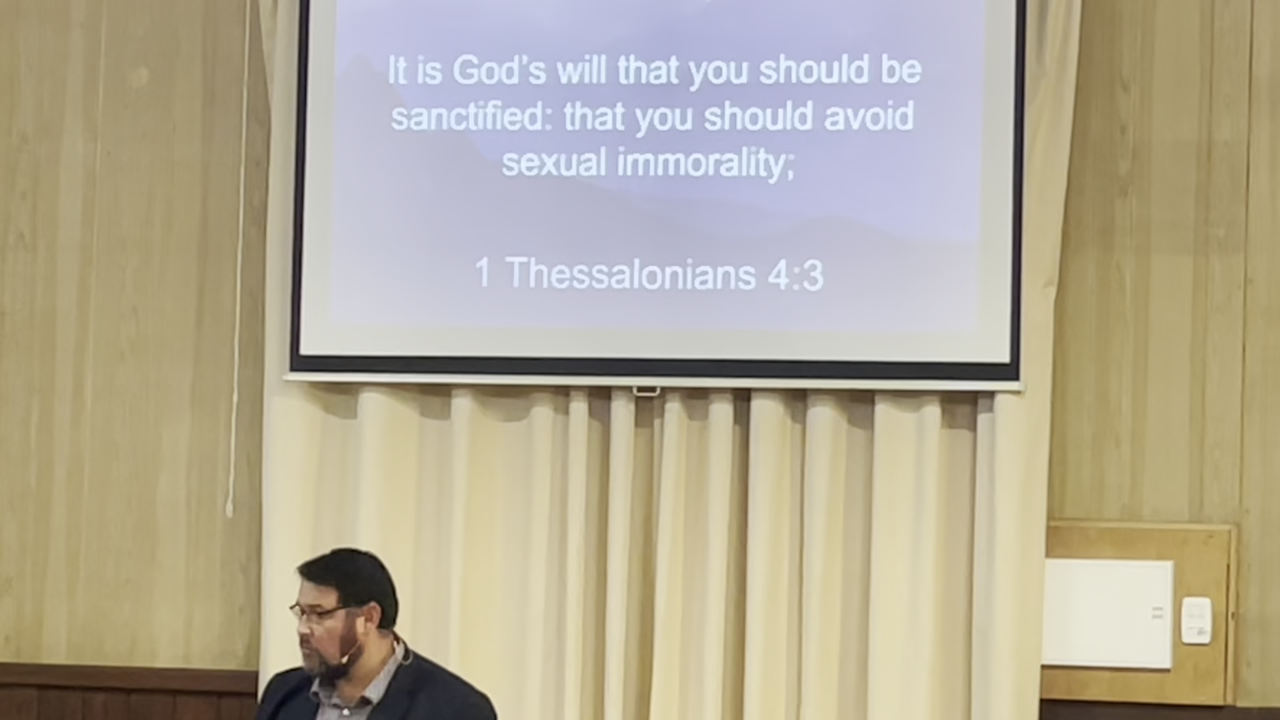 It is God's will that you should be
sanctified: that you should avoid
sexual immorality;
1 Thessalonians 4:3